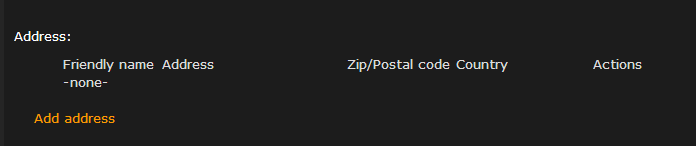 Address:
Friendly name Address Zip/Postal code Country Actions
-none-
Add address